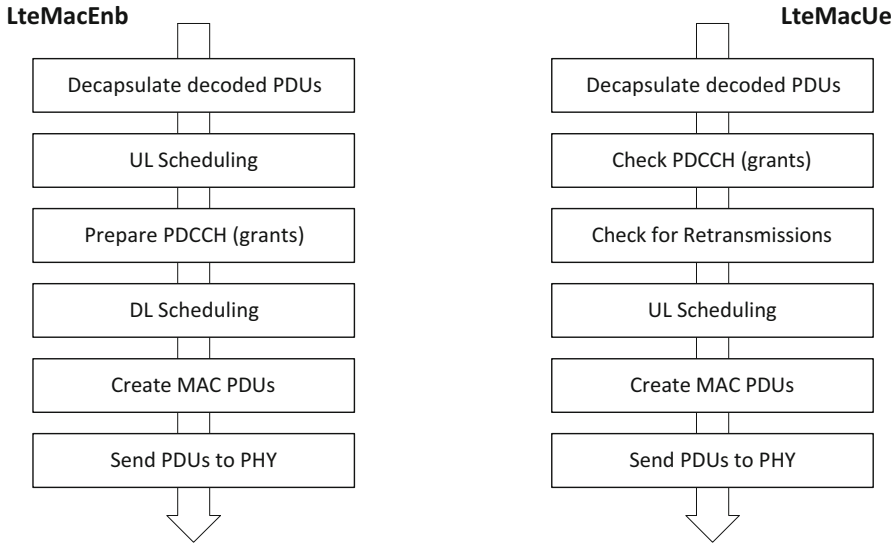 LteMacEnb
Decapsulate decoded PDUs
UL Scheduling
Prepare PDCCH (grants)
DL Scheduling
Create MAC PDUs
Send PDUs to PHY
LteMacUe
Decapsulate decoded PDUs
Check PDCCH (grants)
Check for Retransmissions
UL Scheduling
Create MAC PDUs
Send PDUs to PHY